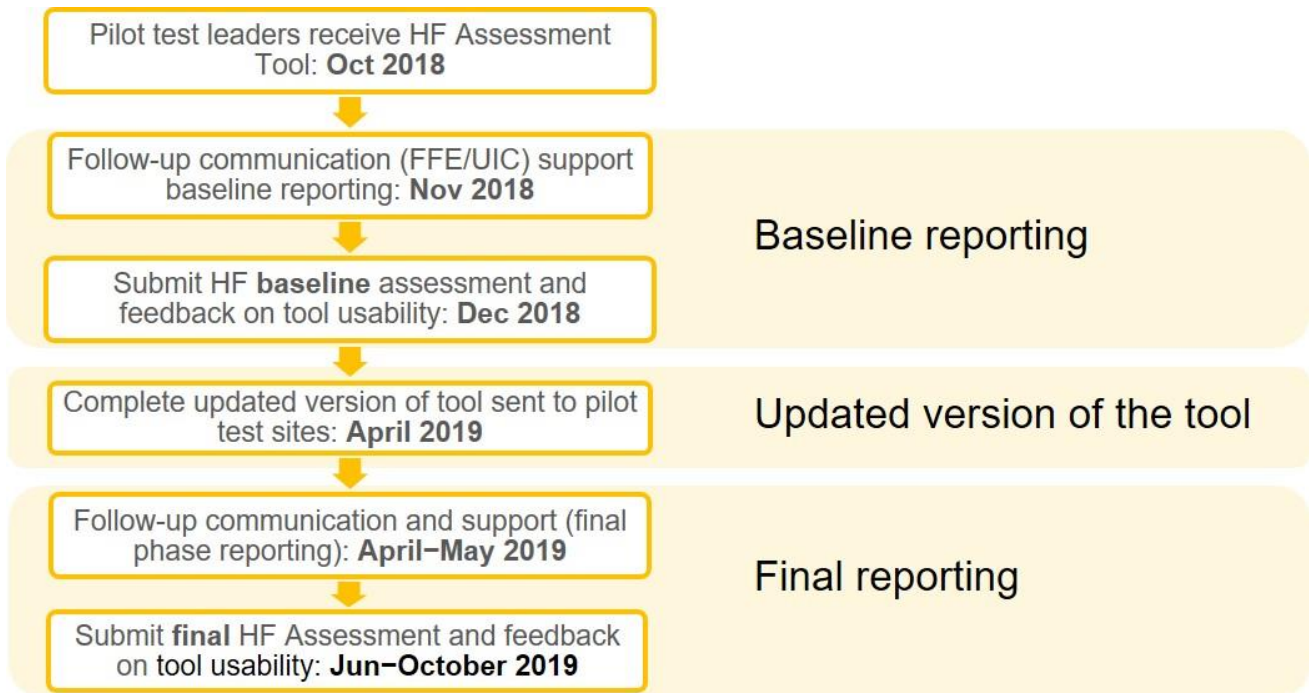 Pilot test leaders receive HF Assessment
Tool: Oct 2018
Follow-up communication (FFE/UIC) support
baseline reporting: Nov 2018
Baseline reporting
Submit HF baseline assessment and
feedback on tool usability: Dec 2018
Complete updated version of tool sent to pilot
test sites: April 2019
Updated version of the tool
Follow-up communication and support (final
phase reporting): April−May 2019
Final reporting
Submit final HF Assessment and feedback
on tool usability: Jun−October 2019